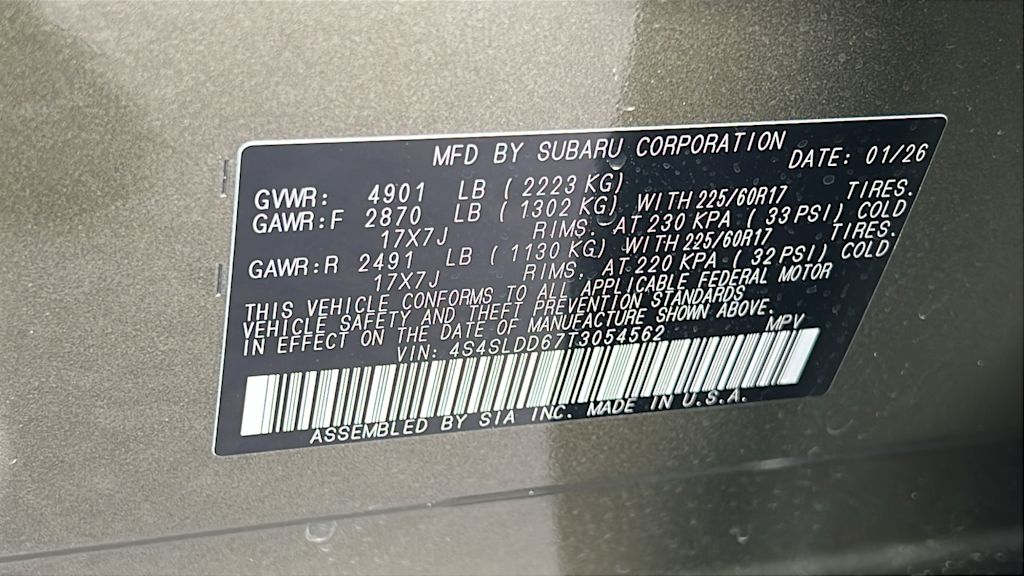 MFD BY SUBARU CORPORATION DATE: 01/26
GVWR: 4901 LB ( 2223 KG)
GAWR:F 2870 LB ( 1302 KG) WITH 225/60R17 TIRES.
17X7J RIMS. AT 230 KPA ( 33 PSI) COLD
GAWR:R 2491 LB ( 1130 KG) WITH 225/60R17 TIRES.
17X7J RIMS. AT 220 KPA ( 32 PSI) COLD
THIS VEHICLE CONFORMS TO ALL APPLICABLE FEDERAL MOTOR
VEHICLE SAFETY AND THEFT PREVENTION STANDARDS
IN EFFECT ON THE DATE OF MANUFACTURE SHOWN ABOVE.
VIN: 4S4SLDD67T3054562 MPV
ASSEMBLED BY SIA INC. MADE IN U.S.A.